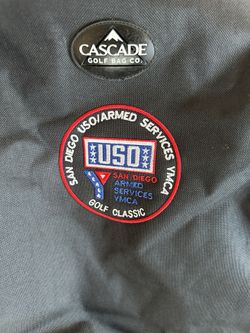 CASCADE
GOLF BAG CO.
SAN DIEGO USO/ARMED SERVICES YMCA
USO
SAN DIEGO
ARMED
SERVICES
YMCA
GOLF CLASSIC